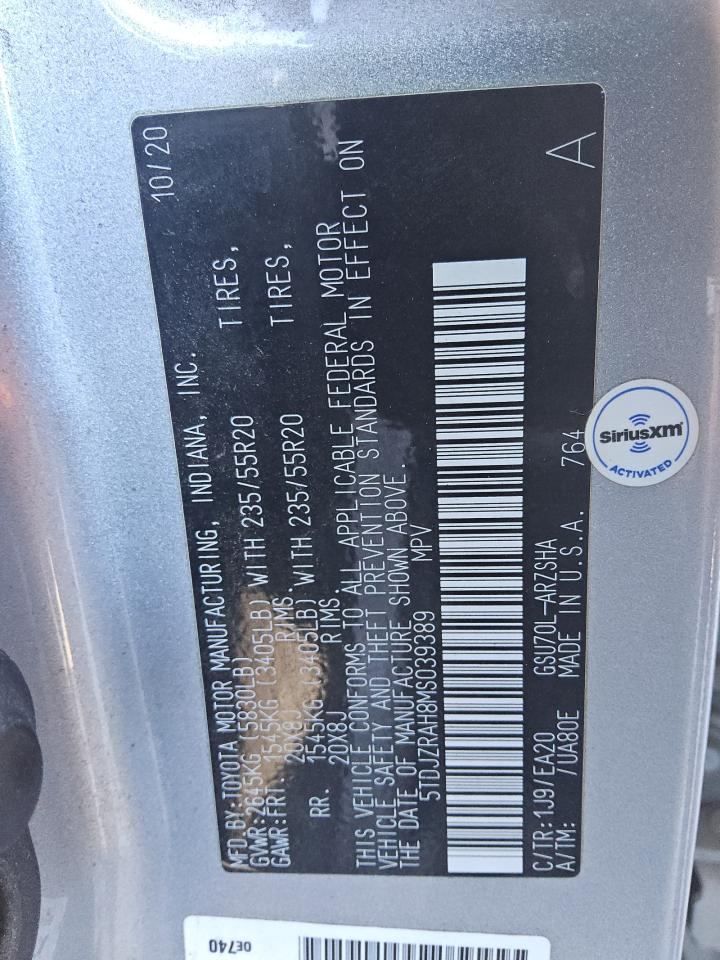 10/20
MFD.BY:TOYOTA MOTOR MANUFACTURING, INDIANA, INC.
GVWR:2645KG (5830LB)
GAWR:FRT. 1545KG (3405LB) WITH 235/55R20 TIRES,
20X8J RIMS.
RR. 1545KG (3405LB) WITH 235/55R20 TIRES,
20X8J RIMS
THIS VEHICLE CONFORMS TO ALL APPLICABLE FEDERAL MOTOR
VEHICLE SAFETY AND THEFT PREVENTION STANDARDS IN EFFECT ON
THE DATE OF MANUFACTURE SHOWN ABOVE.
5TDJZRAH8MS039389 MPV
C/TR:1J9/EA20 GSU70L-ARZSHA
A/TM: /UA80E MADE IN U.S.A. 764
A
SiriusXm
ACTIVATED
0E740